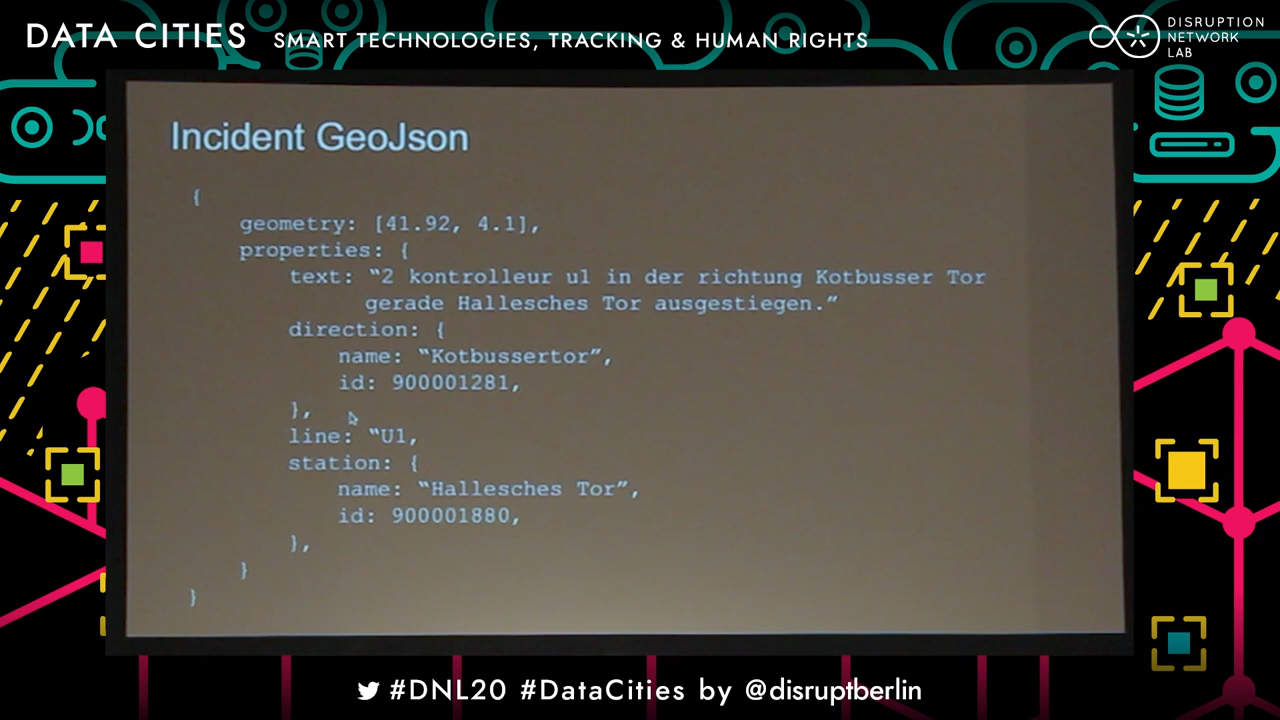 DATA CITIES SMART TECHNOLOGIES, TRACKING & HUMAN RIGHTS
DISRUPTION
NETWORK
LAB
Incident GeoJson
{
geometry: [41.92, 4.1],
properties: {
text: “2 kontrolleur u1 in der richtung Kotbusser Tor
gerade Hallesches Tor ausgestiegen.”
direction: {
name: “Kotbussertor”,
id: 900001281,
},
line: “U1,
station: {
name: “Hallesches Tor”,
id: 900001880,
},
}
}
#DNL20 #DataCities by @disruptberlin